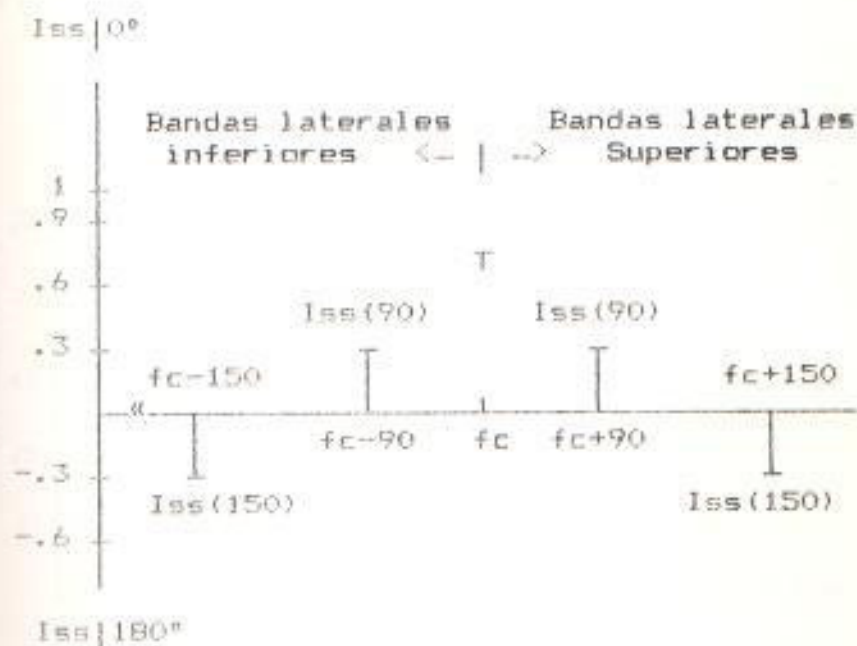 Iss|0°
Bandas laterales inferiores <-- | --> Bandas laterales Superiores
1
.9
.6
Iss(90) Iss(90)
.3
fc-150 fc+150
«
fc-90 fc fc+90
-.3
Iss(150) Iss(150)
-.6
Iss|180°